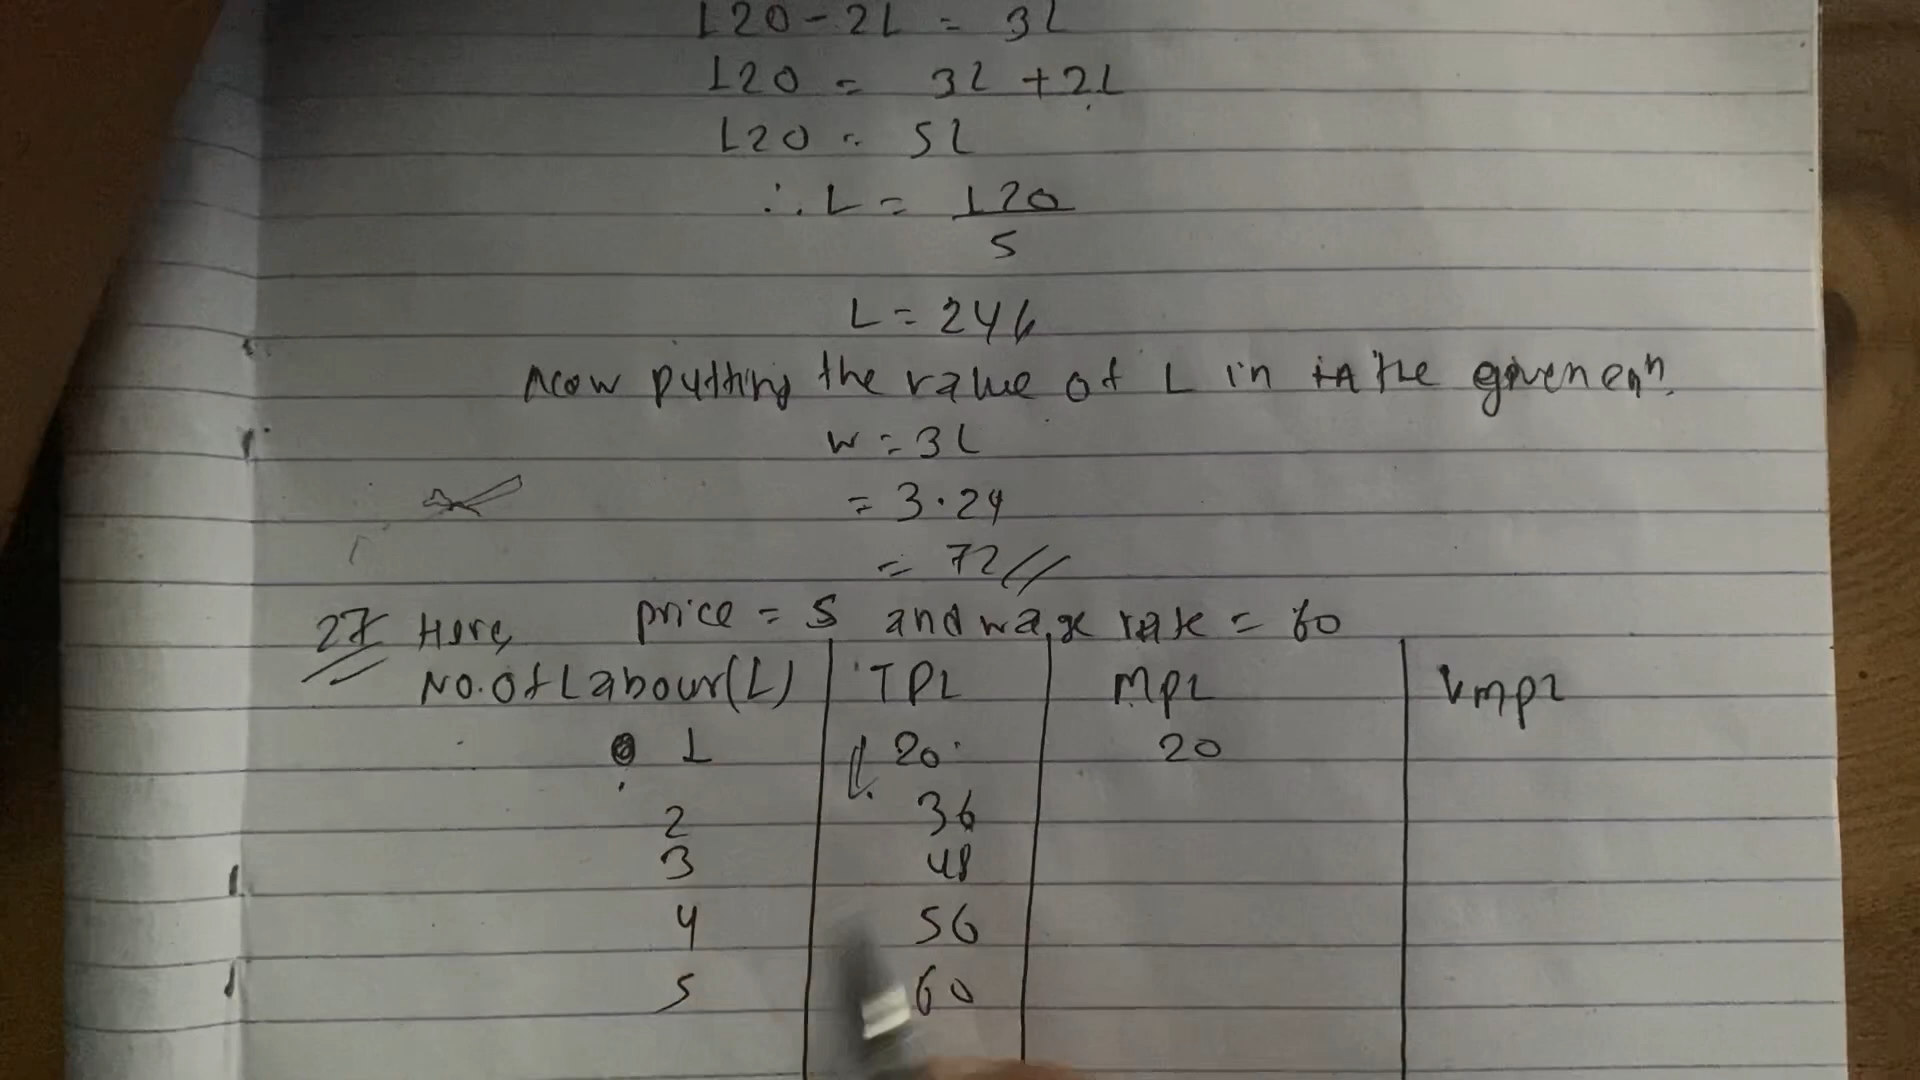 120 - 2L = 3L
120 = 3L + 2L
120 = 5L
∴ L = 120
5
L = 24
Now putting the value of L in in the given eqn.
w = 3L
= 3.24
= 72//
27 Here, price = 5 and wage rate = 60
No. of Labour(L) TPL MPL VMPL
1 20 20
2 36
3 48
4 56
5 60